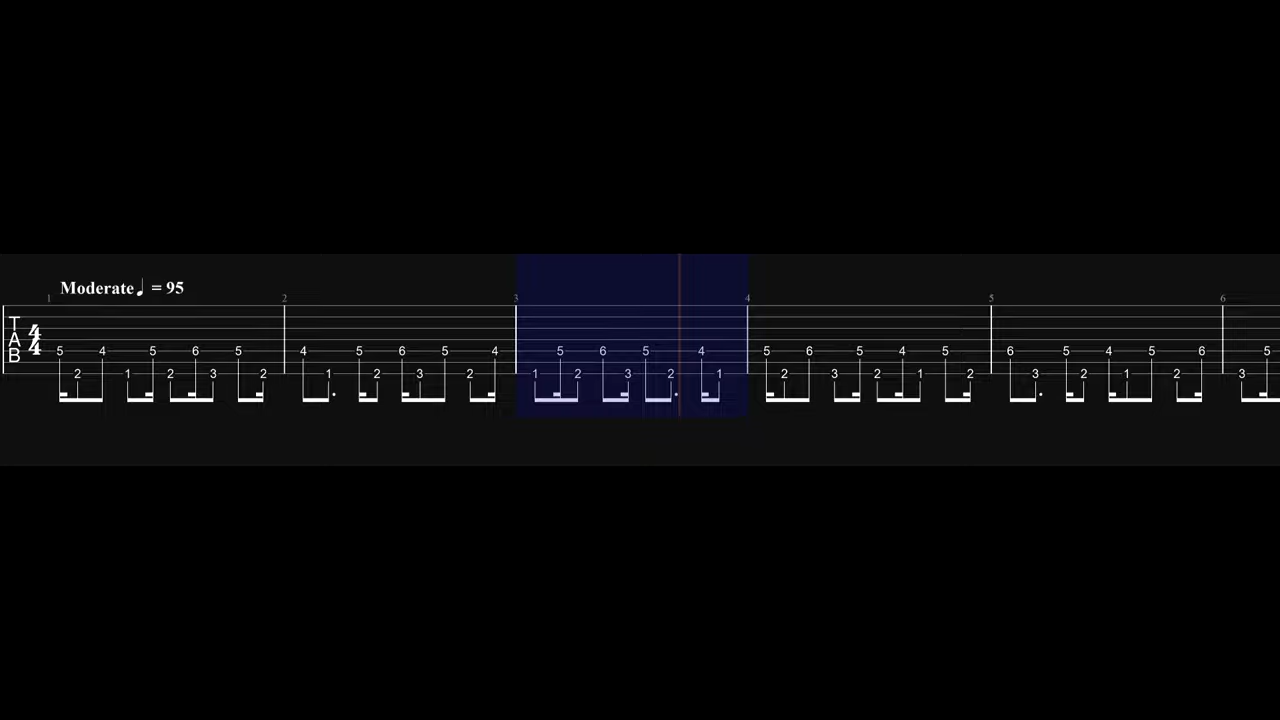 Moderate♩ = 95
1 2 3 4 5 6
T
A
B
4
4
5 4 5 6 5 4 5 6 5 4 5 6 5 4 5 6 5 4 5 6 5 4 5 6 5
2 1 2 3 2 1 2 3 2 1 2 3 2 1 2 3 2 1 2 3 2 1 2 3